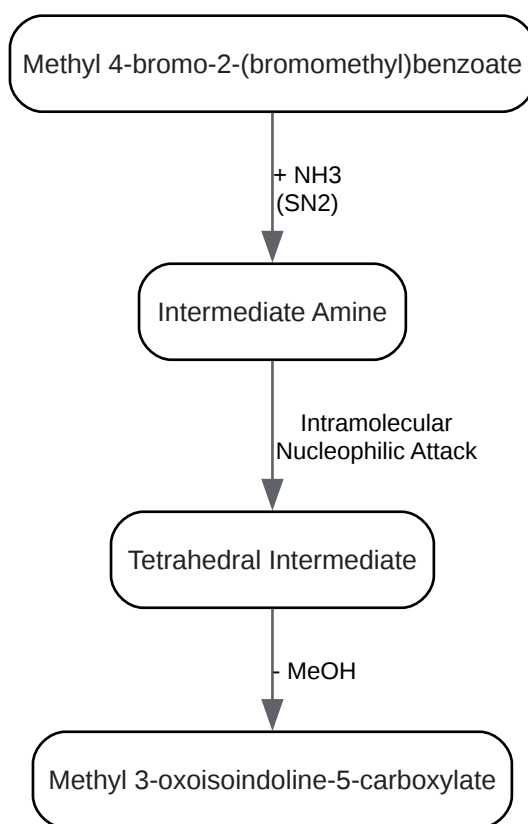 Methyl 4-bromo-2-(bromomethyl)benzoate
+ NH3
(SN2)
Intermediate Amine
Intramolecular
Nucleophilic Attack
Tetrahedral Intermediate
- MeOH
Methyl 3-oxoisoindoline-5-carboxylate